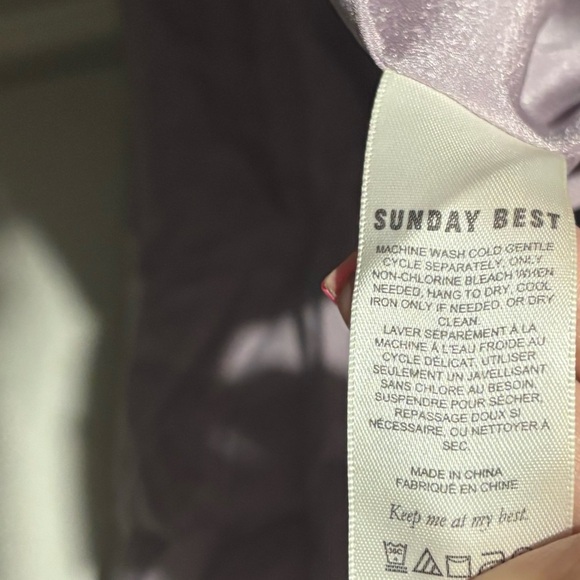 SUNDAY BEST
MACHINE WASH COLD GENTLE
CYCLE SEPARATELY, ONLY
NON-CHLORINE BLEACH WHEN
NEEDED, HANG TO DRY, COOL
IRON ONLY IF NEEDED, OR DRY
CLEAN.
LAVER SÉPARÉMENT À LA
MACHINE À L'EAU FROIDE AU
CYCLE DÉLICAT, UTILISER
SEULEMENT UN JAVELLISANT
SANS CHLORE AU BESOIN,
SUSPENDRE POUR SÉCHER,
REPASSAGE DOUX SI
NÉCESSAIRE, OU NETTOYER À
SEC.
MADE IN CHINA
FABRIQUÉ EN CHINE
Keep me at my best.